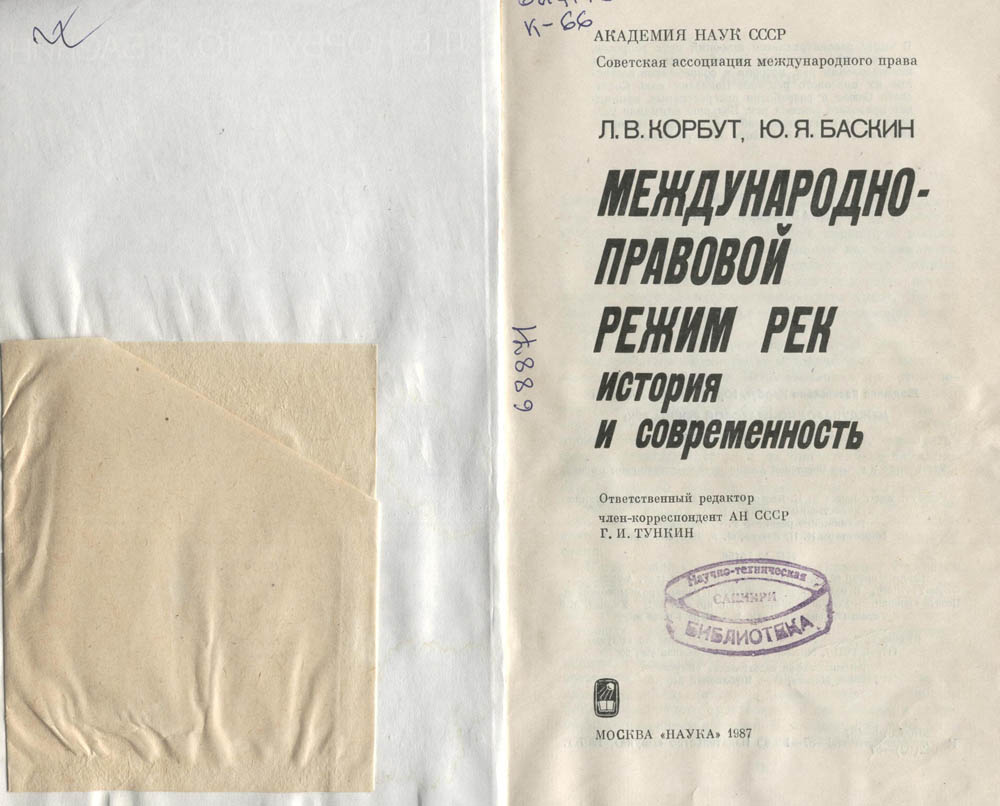 К-66
АКАДЕМИЯ НАУК СССР
Советская ассоциация международного права
Л. В. КОРБУТ, Ю. Я. БАСКИН
МЕЖДУНАРОДНО-
ПРАВОВОЙ
РЕЖИМ РЕК
история
и современность
Ответственный редактор
член-корреспондент АН СССР
Г. И. ТУНКИН
Научно-техническая
САНИИРИ
БИБЛИОТЕКА
МОСКВА «НАУКА» 1987